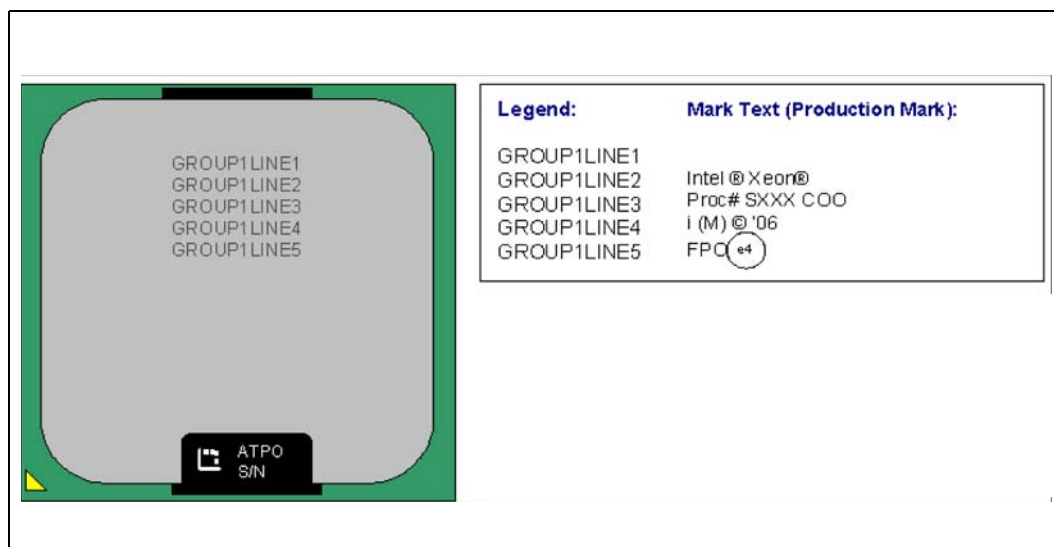 GROUP1LINE1
GROUP1LINE2
GROUP1LINE3
GROUP1LINE4
GROUP1LINE5
ATPO
S/N
Legend: Mark Text (Production Mark):
GROUP1LINE1
GROUP1LINE2 Intel ® Xeon®
GROUP1LINE3 Proc# SXXX COO
GROUP1LINE4 i (M) © '06
GROUP1LINE5 FPO e4